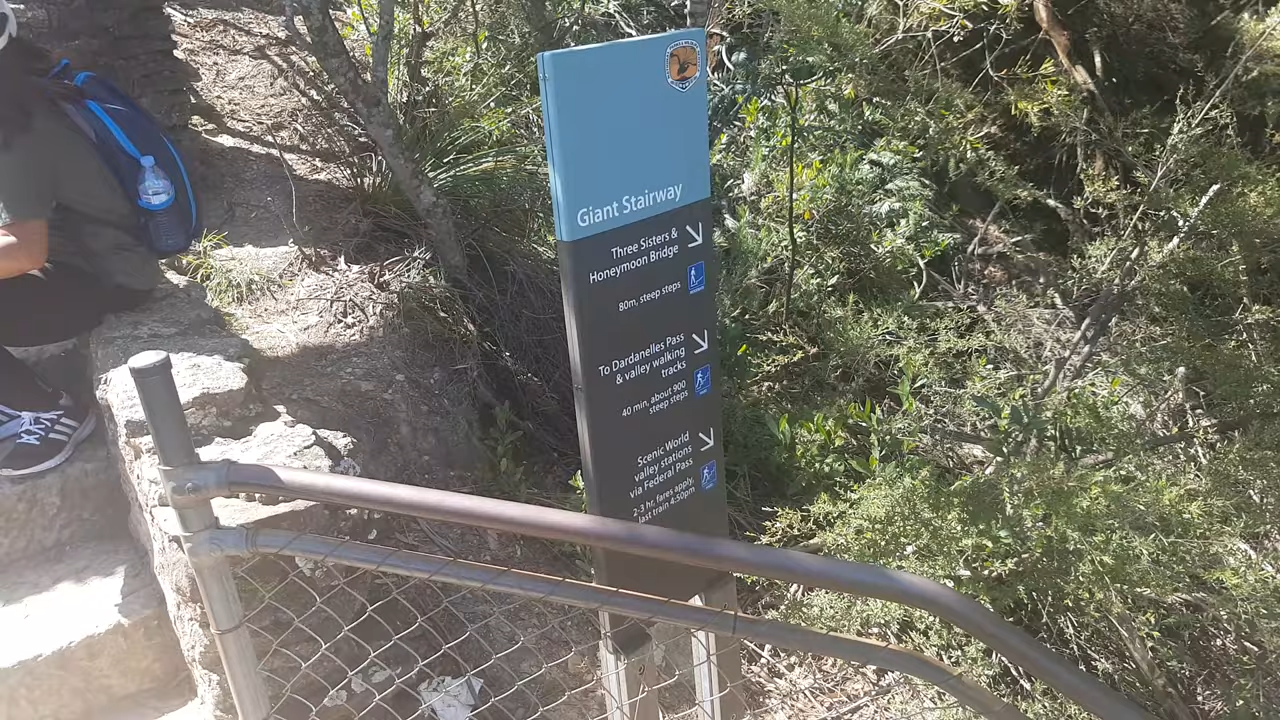 Giant Stairway
Three Sisters &
Honeymoon Bridge
80m, steep steps
To Dardanelles Pass
& valley walking
tracks
40 min, about 900
steep steps
Scenic World
valley stations
via Federal Pass
2-3 hr, fares apply,
last train 4:50pm